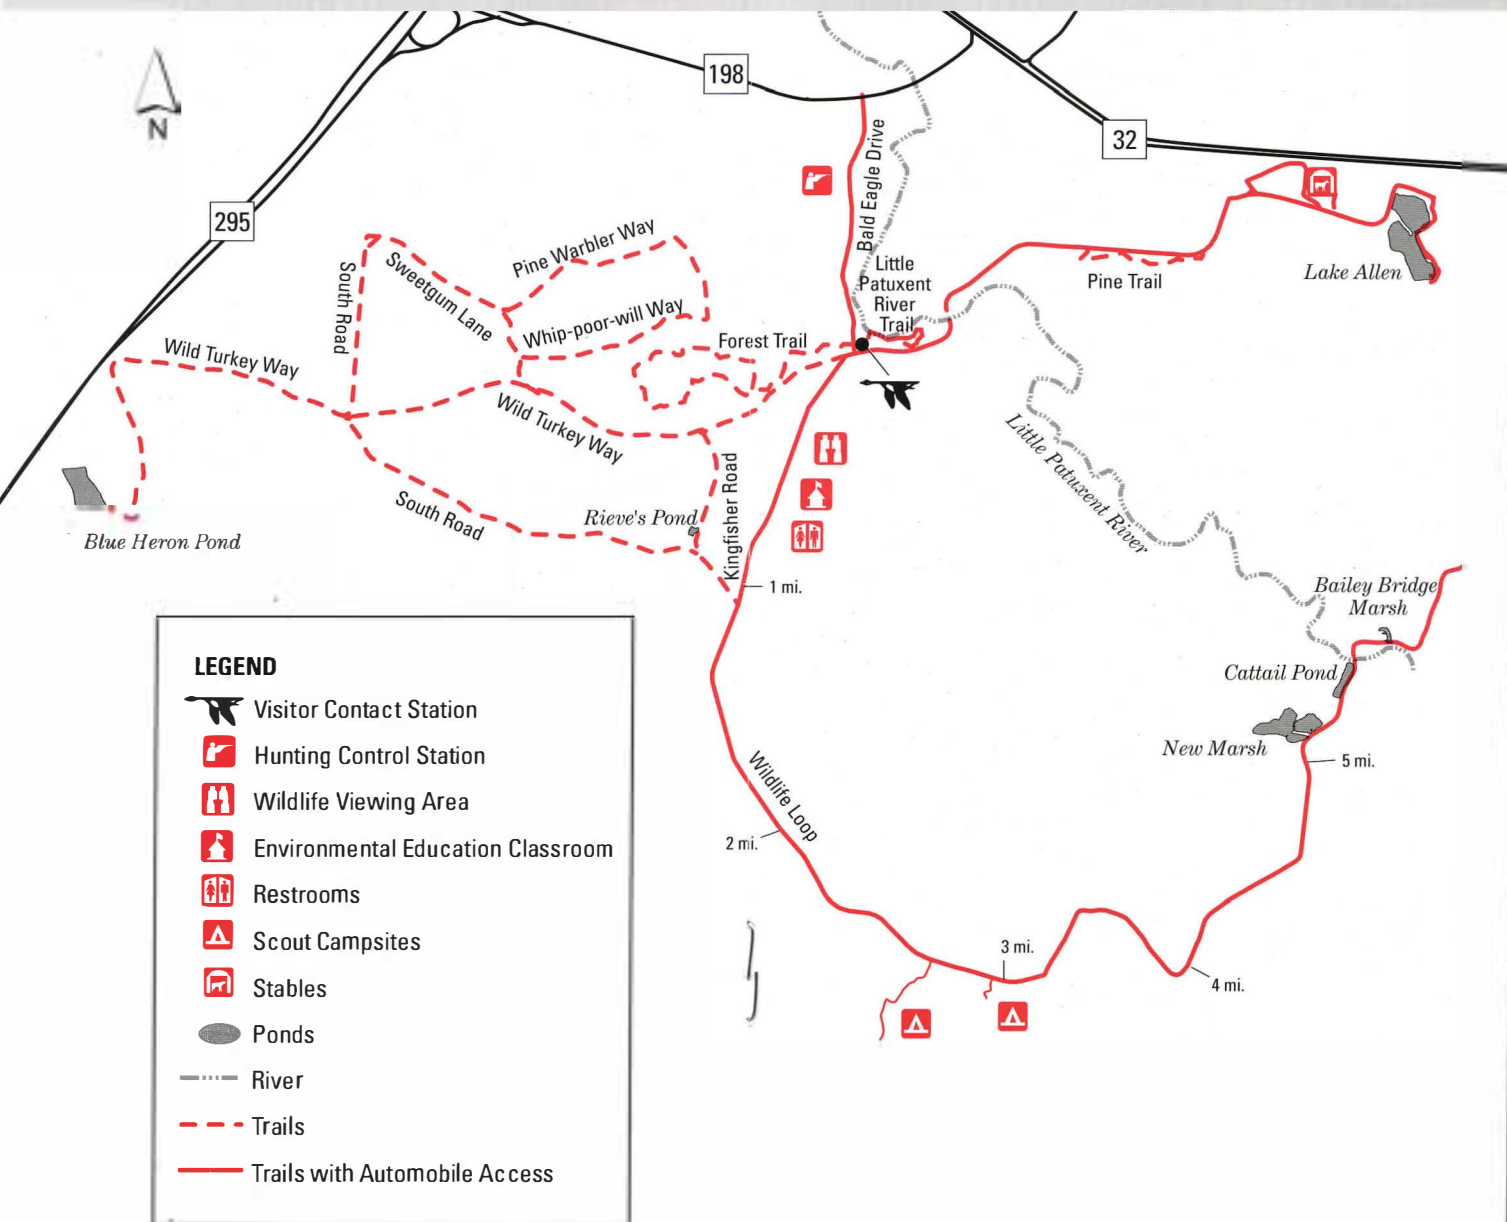 198
32
295
N
Bald Eagle Drive
Pine Warbler Way
Little
Patuxent
River
Trail
Sweetgum Lane
South Road
Whip-poor-will Way
Forest Trail
Pine Trail
Lake Allen
Wild Turkey Way
Wild Turkey Way
Little Patuxent River
South Road
Rieve's Pond
Kingfisher Road
Blue Heron Pond
1 mi.
Bailey Bridge
Marsh
Cattail Pond
New Marsh
5 mi.
Wildlife Loop
2 mi.
3 mi.
4 mi.
LEGEND
Visitor Contact Station
Hunting Control Station
Wildlife Viewing Area
Environmental Education Classroom
Restrooms
Scout Campsites
Stables
Ponds
River
Trails
Trails with Automobile Access